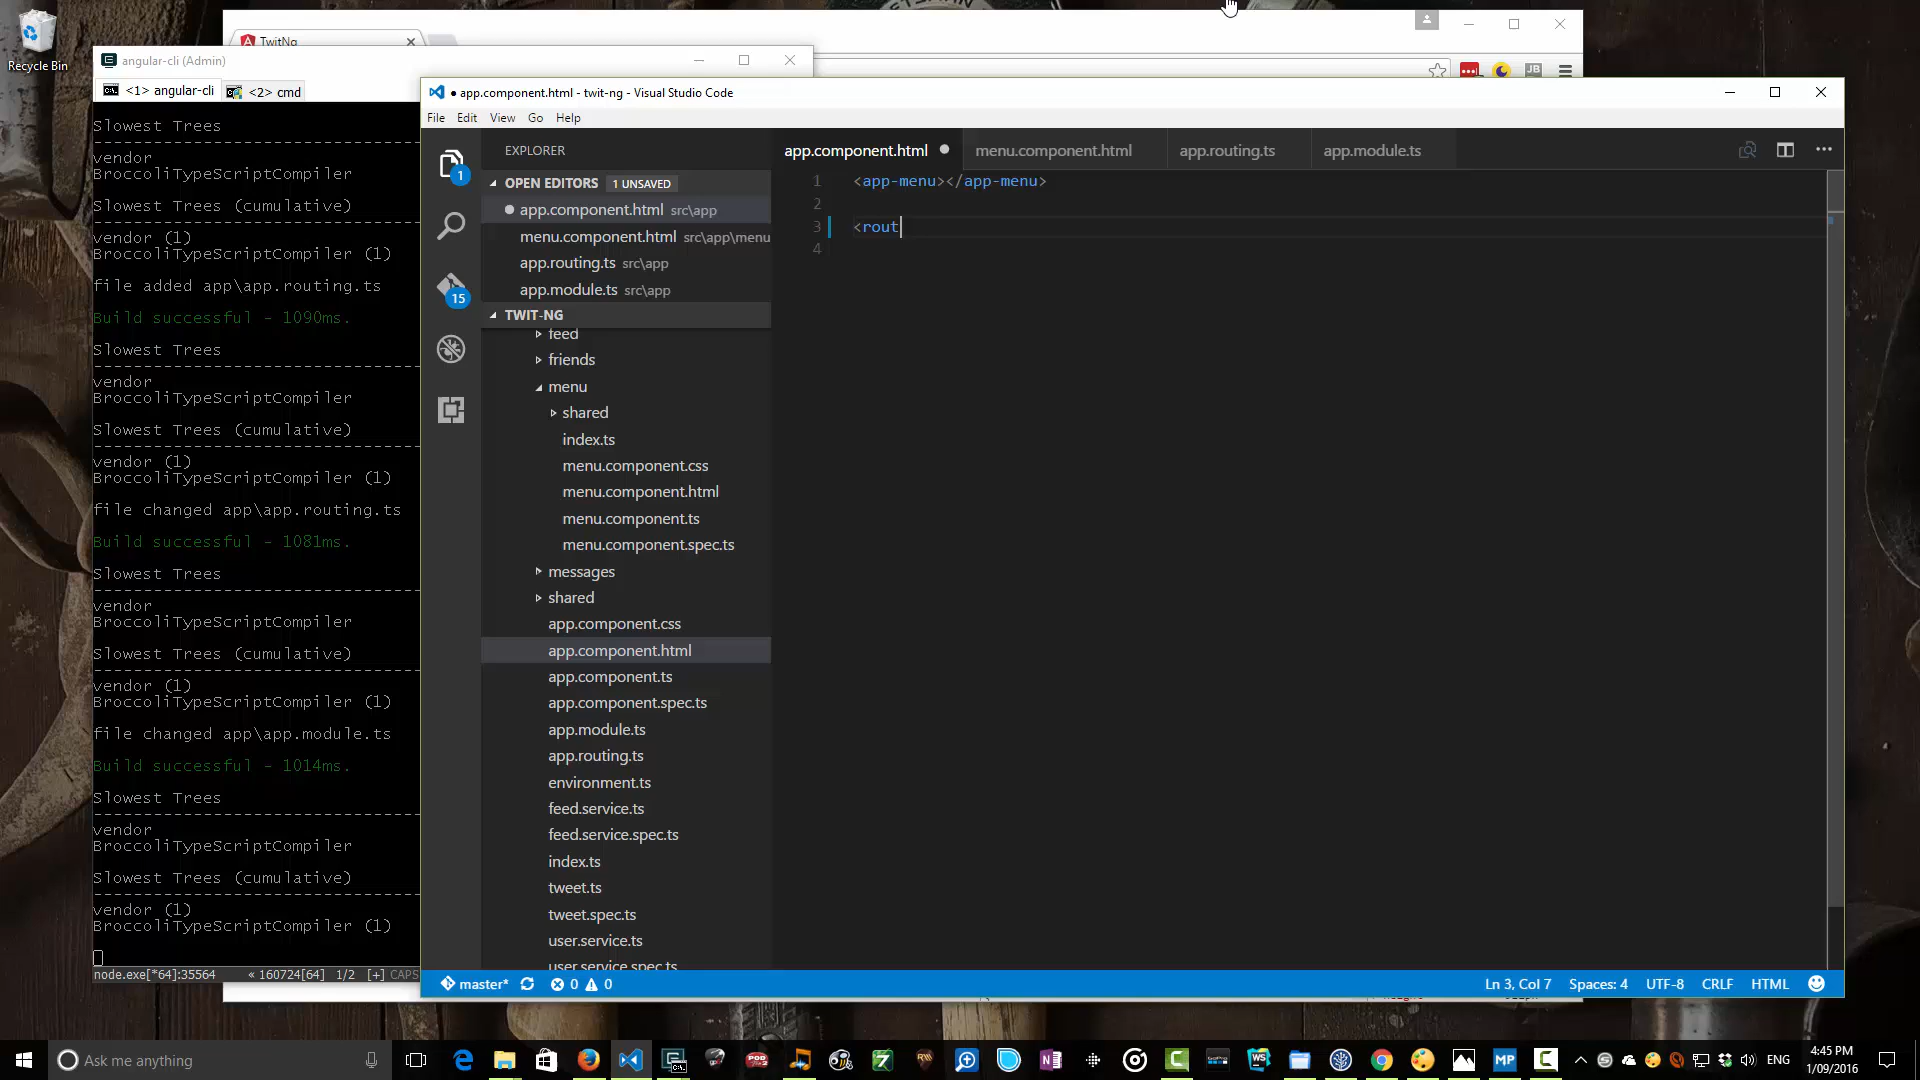 Recycle Bin
TwitNg
angular-cli (Admin)
<1> angular-cli
<2> cmd
Slowest Trees
vendor
BroccoliTypeScriptCompiler
Slowest Trees (cumulative)
vendor (1)
BroccoliTypeScriptCompiler (1)
file added app\app.routing.ts
Build successful - 1090ms.
Slowest Trees
vendor
BroccoliTypeScriptCompiler
Slowest Trees (cumulative)
vendor (1)
BroccoliTypeScriptCompiler (1)
file changed app\app.routing.ts
Build successful - 1081ms.
Slowest Trees
vendor
BroccoliTypeScriptCompiler
Slowest Trees (cumulative)
vendor (1)
BroccoliTypeScriptCompiler (1)
file changed app\app.module.ts
Build successful - 1014ms.
Slowest Trees
vendor
BroccoliTypeScriptCompiler
Slowest Trees (cumulative)
vendor (1)
BroccoliTypeScriptCompiler (1)
node.exe[*64]:35564 « 160724[64] 1/2 [+] CAPS
● app.component.html - twit-ng - Visual Studio Code
File Edit View Go Help
EXPLORER
OPEN EDITORS 1 UNSAVED
app.component.html src\app
menu.component.html src\app\menu
app.routing.ts src\app
app.module.ts src\app
TWIT-NG
feed
friends
menu
shared
index.ts
menu.component.css
menu.component.html
menu.component.ts
menu.component.spec.ts
messages
shared
app.component.css
app.component.html
app.component.ts
app.component.spec.ts
app.module.ts
app.routing.ts
environment.ts
feed.service.ts
feed.service.spec.ts
index.ts
tweet.ts
tweet.spec.ts
user.service.ts
user.service.spec.ts
1
15
app.component.html menu.component.html app.routing.ts app.module.ts
1 <app-menu></app-menu>
2
3 <rout
4
master* 0 0
Ln 3, Col 7 Spaces: 4 UTF-8 CRLF HTML
JB
Ask me anything
POD
WS
MP
ENG
4:45 PM
1/09/2016